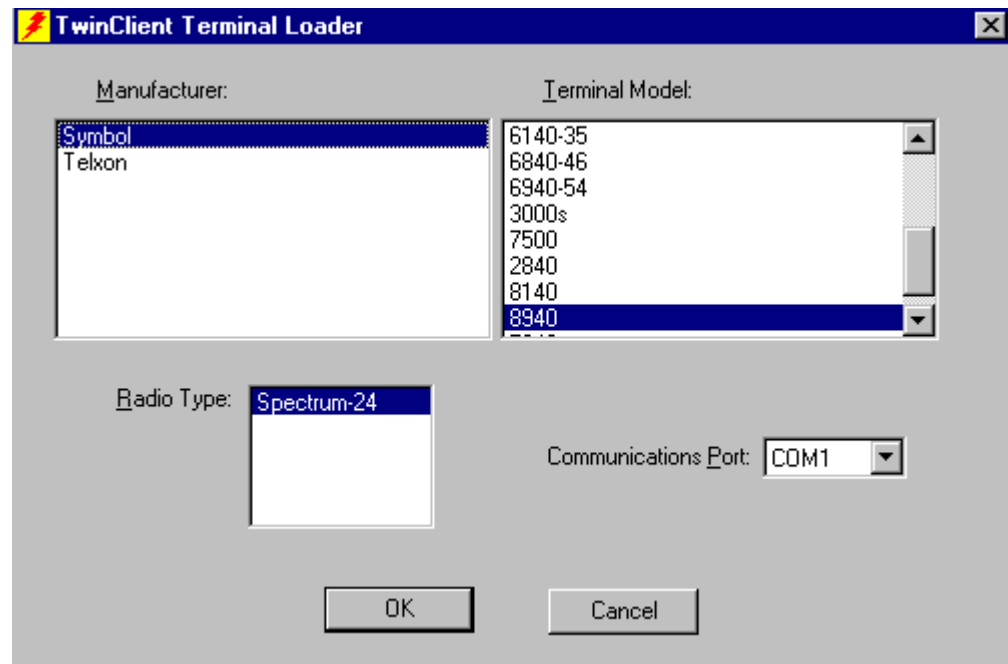 TwinClient Terminal Loader
Manufacturer:
Symbol
Telxon
Terminal Model:
6140-35
6840-46
6940-54
3000s
7500
2840
8140
8940
Radio Type:
Spectrum-24
Communications Port:
COM1
OK
Cancel